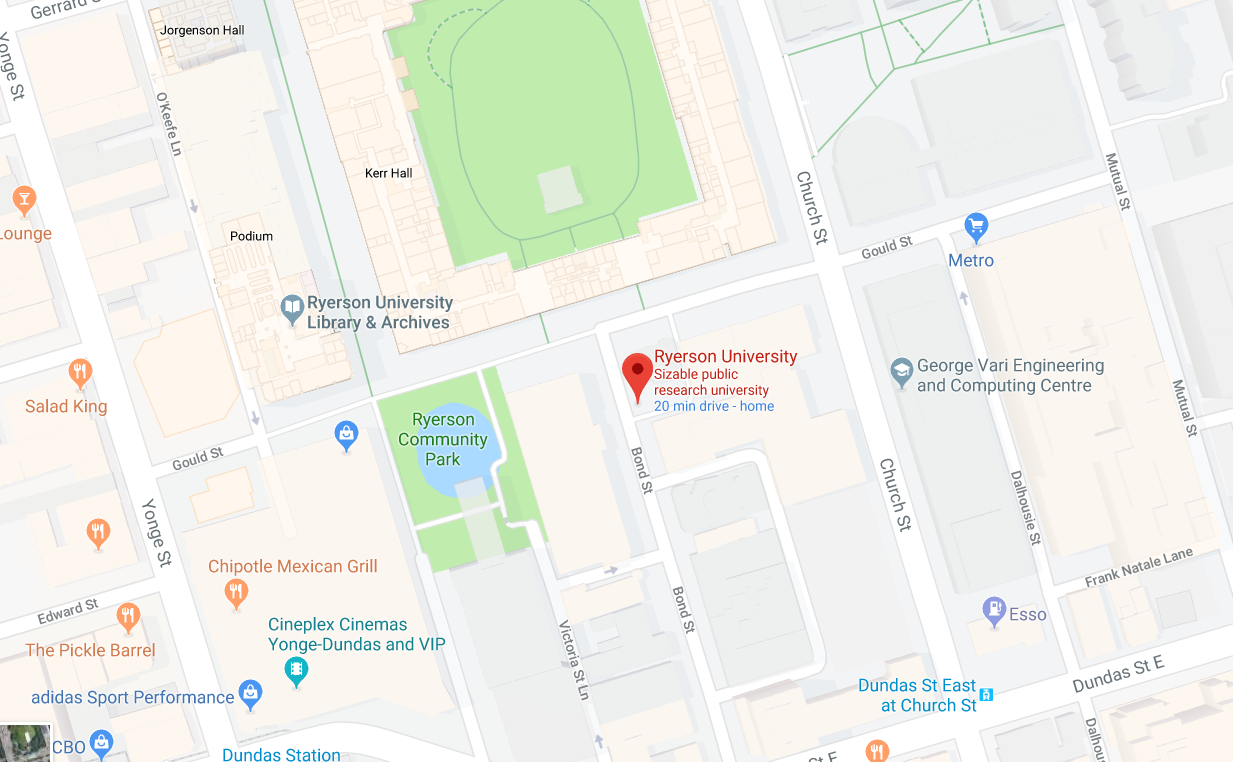 Gerrard S
Jorgenson Hall
Yonge St
O'Keefe Ln
Kerr Hall
Church St
Mutual St
Lounge
Podium
Gould St
Metro
Ryerson University
Library & Archives
Ryerson University
Sizable public
research university
20 min drive - home
George Vari Engineering
and Computing Centre
Salad King
Ryerson
Community
Park
Mutual St
Gould St
Bond St
Church St
Dalhousie St
Yonge St
Chipotle Mexican Grill
Frank Natale Lane
Edward St
Bond St
Esso
Cineplex Cinemas
Yonge-Dundas and VIP
The Pickle Barrel
Victoria St Ln
Dundas St E
adidas Sport Performance
Dundas St East
at Church St
CBO
Dundas Station
St E
Dalhou